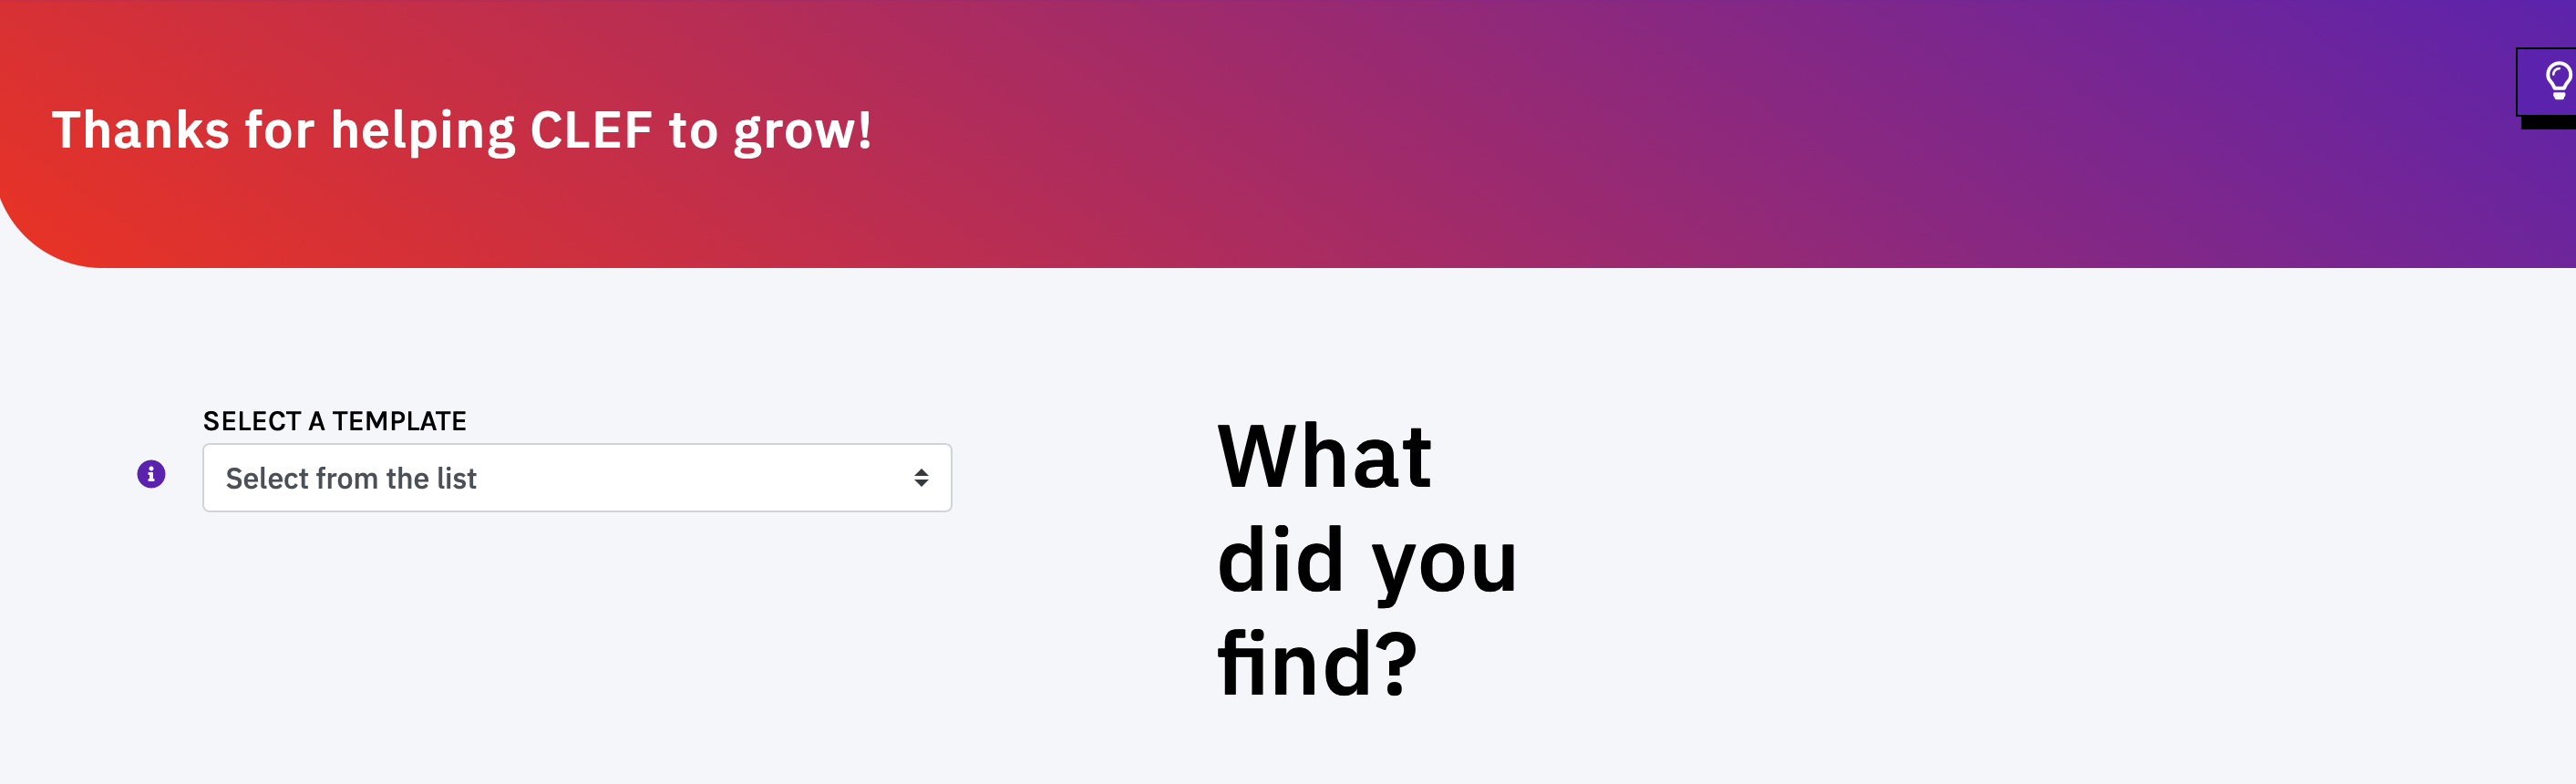 Thanks for helping CLEF to grow!
SELECT A TEMPLATE
Select from the list
What
did you
find?